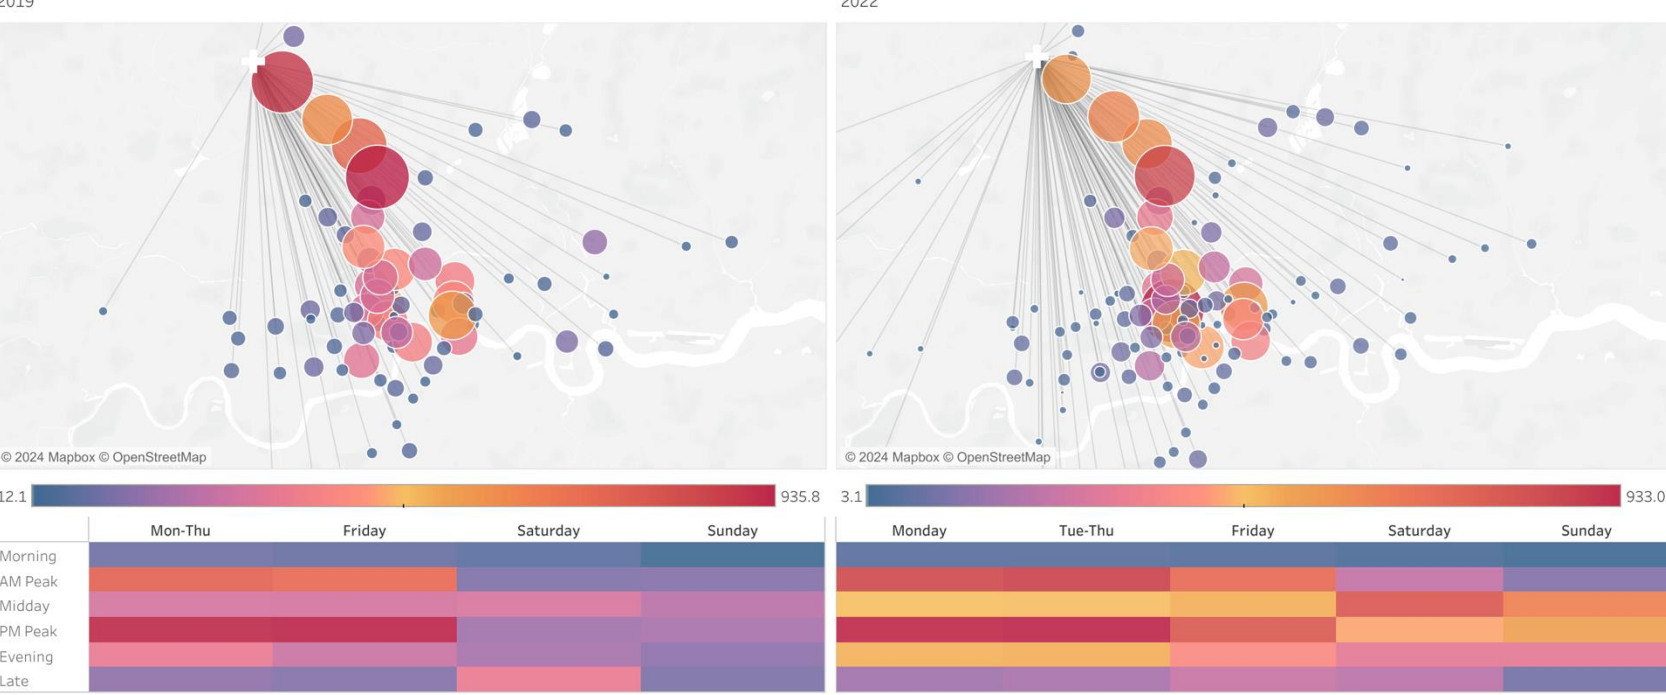 2019
2022
© 2024 Mapbox © OpenStreetMap
© 2024 Mapbox © OpenStreetMap
12.1 935.8
3.1 933.0
Mon-Thu Friday Saturday Sunday
Monday Tue-Thu Friday Saturday Sunday
Morning
AM Peak
Midday
PM Peak
Evening
Late